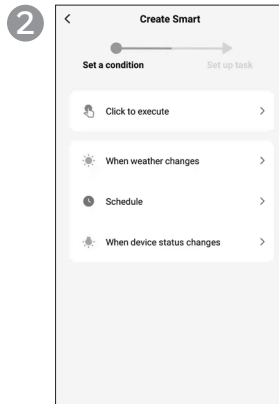 2
Create Smart
Set a condition Set up task
Click to execute
When weather changes
Schedule
When device status changes